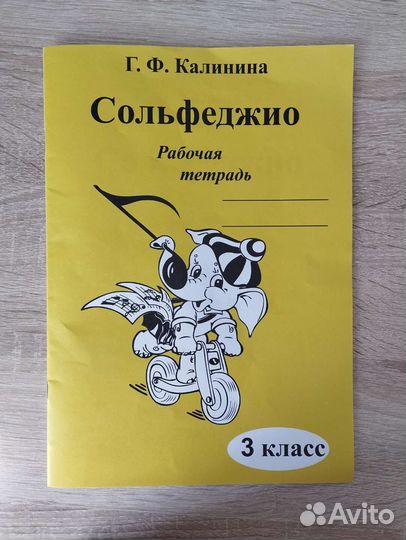 Г. Ф. Калинина
Сольфеджио
Рабочая
тетрадь
3 класс
Avito